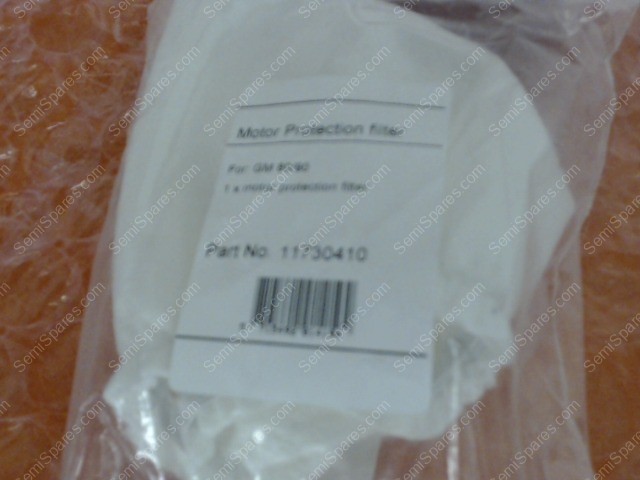 Motor Protection filter
For: GM 80/90
1 x motor protection filter
Part No. 11730410
SemiSpares.com